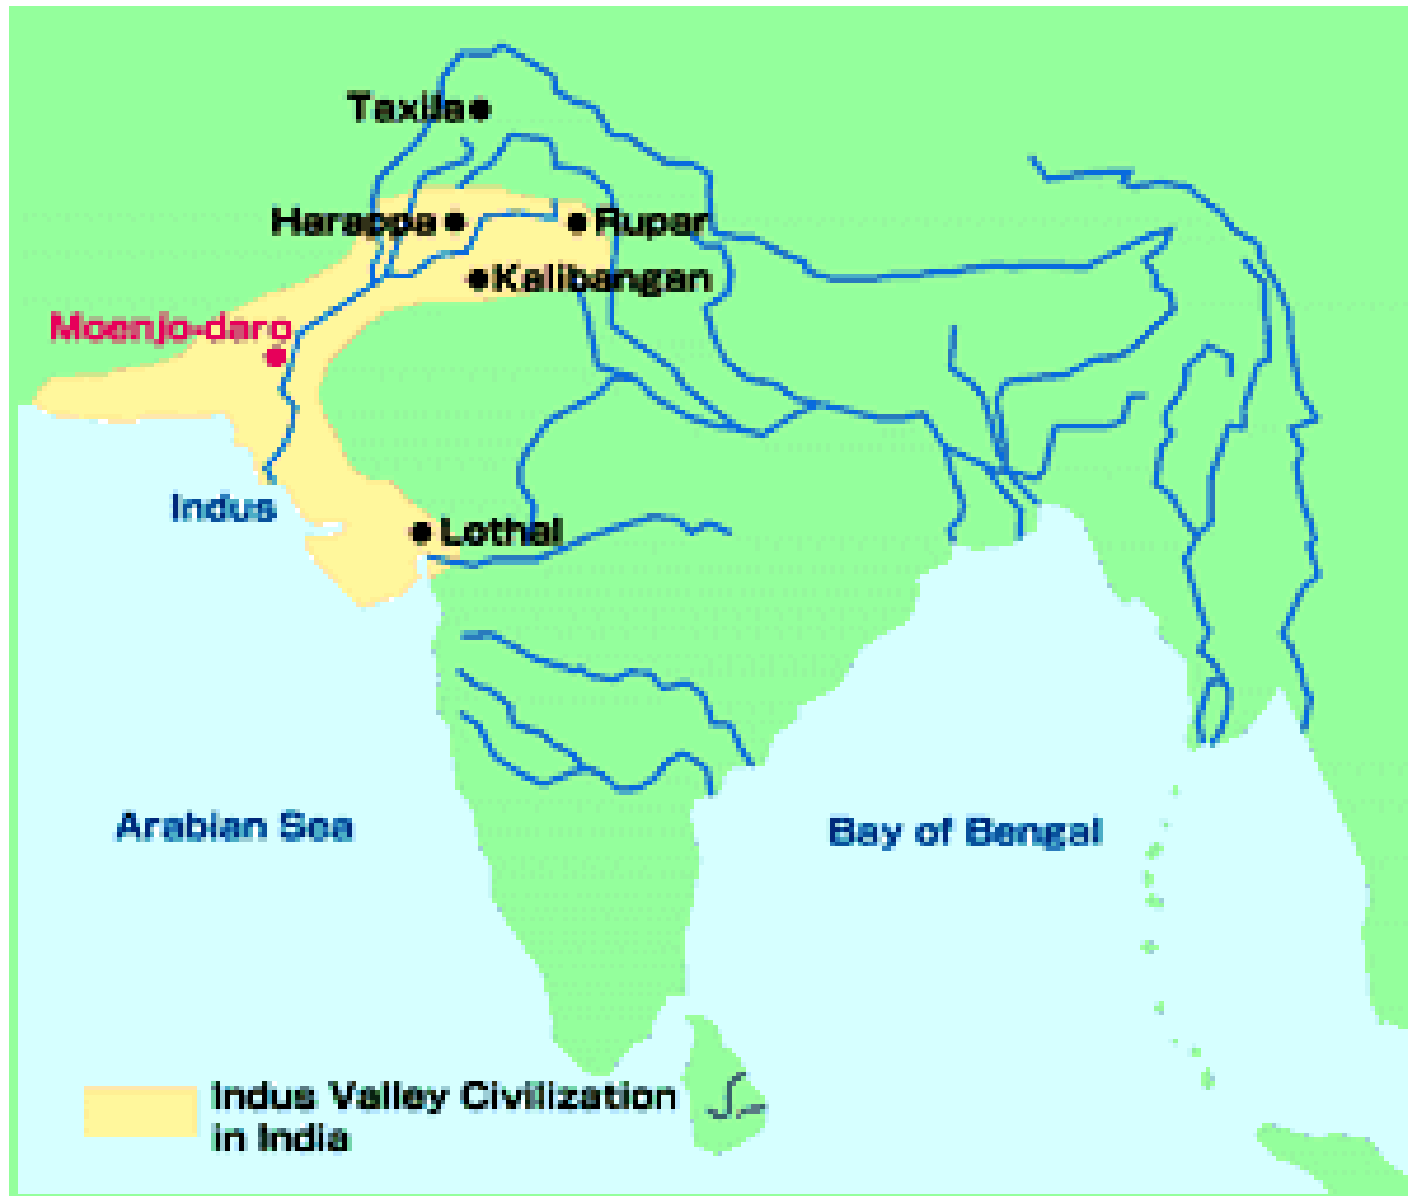 Taxila
Harappa
Rupar
Kalibangan
Moenjo-daro
Indus
Lothal
Arabian Sea
Bay of Bengal
Indus Valley Civilization
in India